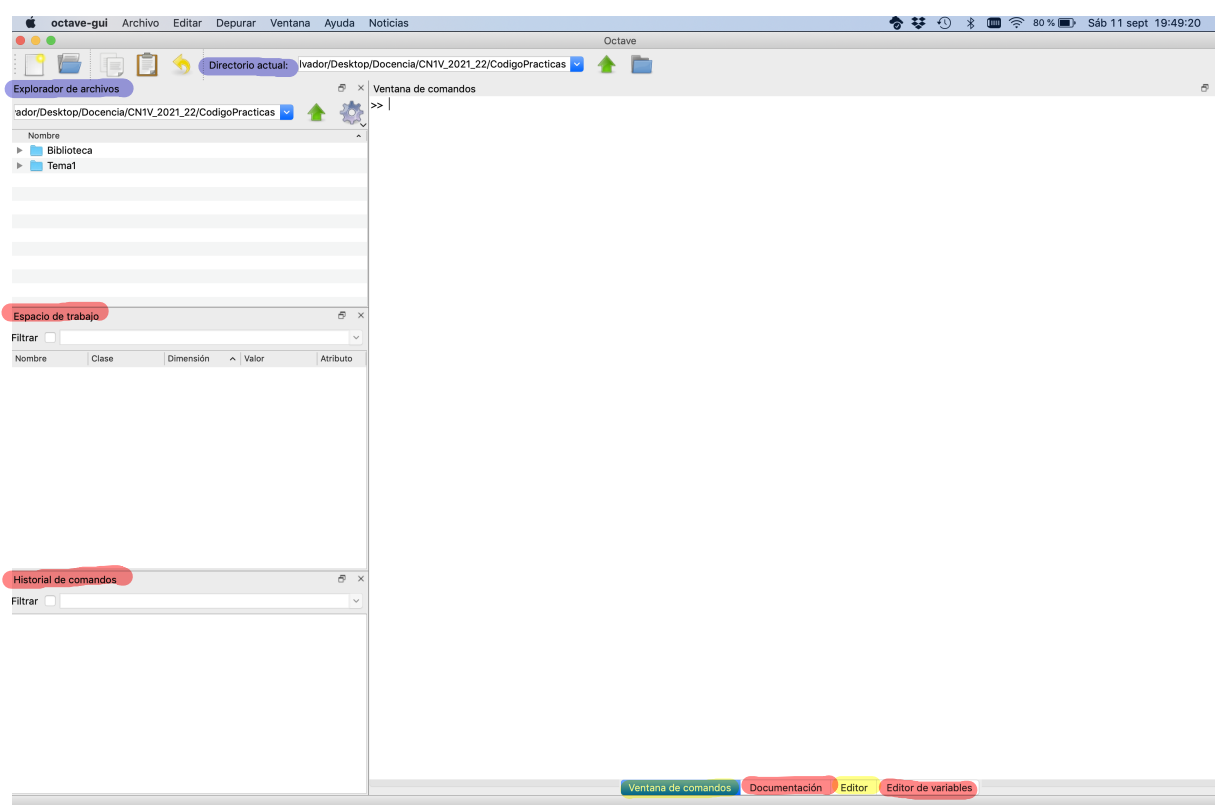 octave-gui Archivo Editar Depurar Ventana Ayuda Noticias 80 % Sáb 11 sept 19:49:20
Octave
Directorio actual: lvador/Desktop/Docencia/CN1V_2021_22/CodigoPracticas
Explorador de archivos
ador/Desktop/Docencia/CN1V_2021_22/CodigoPracticas
Nombre
Biblioteca
Tema1
Espacio de trabajo
Filtrar
Nombre Clase Dimensión Valor Atributo
Historial de comandos
Filtrar
Ventana de comandos
>>
Ventana de comandos Documentación Editor Editor de variables